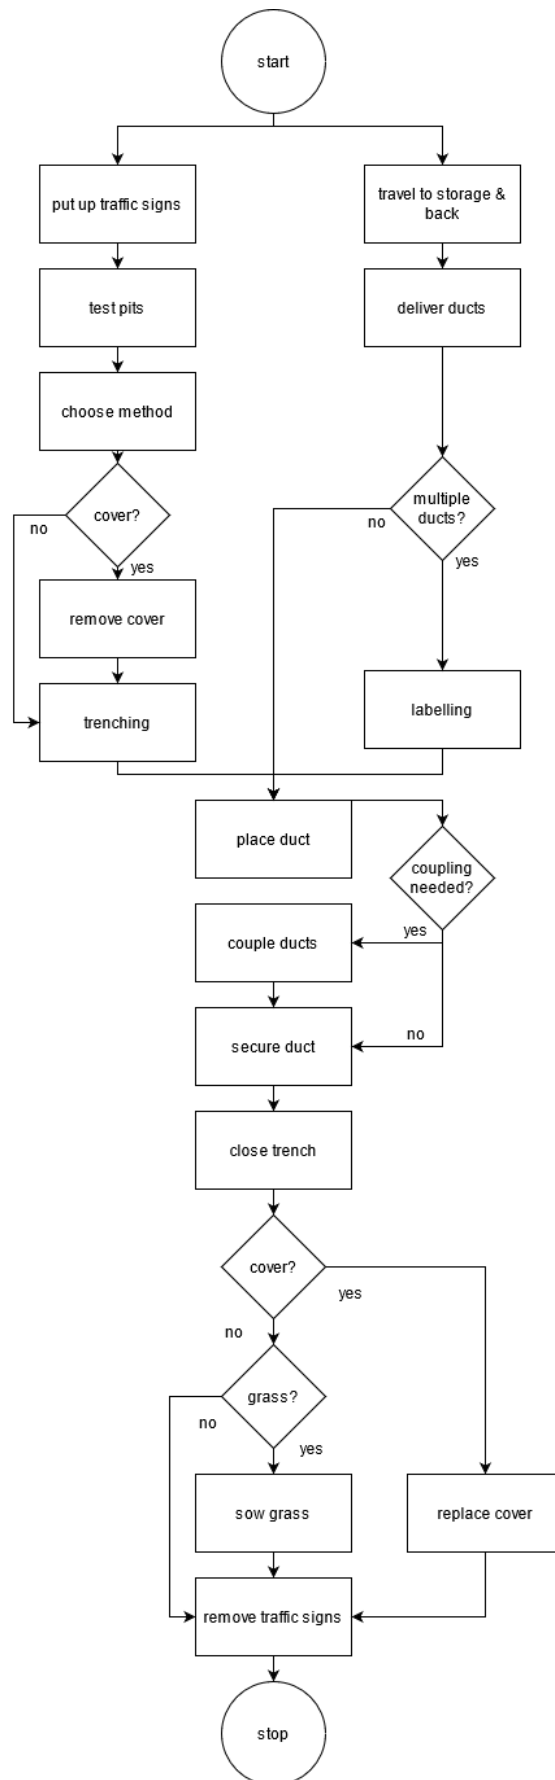 start
put up traffic signs
travel to storage &
back
test pits
deliver ducts
choose method
cover?
no
yes
multiple
ducts?
no
yes
remove cover
trenching
labelling
place duct
coupling
needed?
yes
couple ducts
no
secure duct
close trench
cover?
yes
no
grass?
no
yes
sow grass
replace cover
remove traffic signs
stop